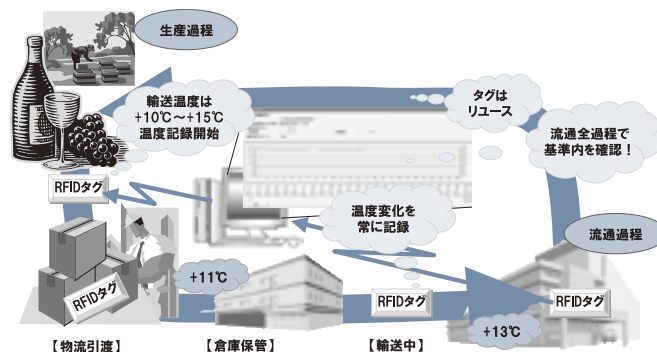 生産過程
輸送温度は
+10℃〜+15℃
温度記録開始
タグは
リユース
流通全過程で
基準内を確認！
RFIDタグ
温度変化を
常に記録
流通過程
RFIDタグ
+11℃
RFIDタグ
RFIDタグ
+13℃
【物流引渡】
【倉庫保管】
【輸送中】